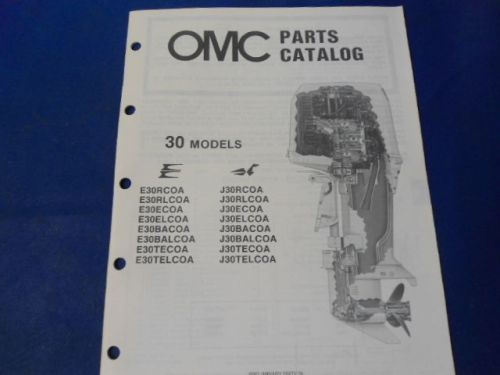 OMC PARTS
CATALOG
30 MODELS
E30RCOA J30RCOA
E30RLCOA J30RLCOA
E30ECOA J30ECOA
E30ELCOA J30ELCOA
E30BACOA J30BACOA
E30BALCOA J30BALCOA
E30TECOA J30TECOA
E30TELCOA J30TELCOA